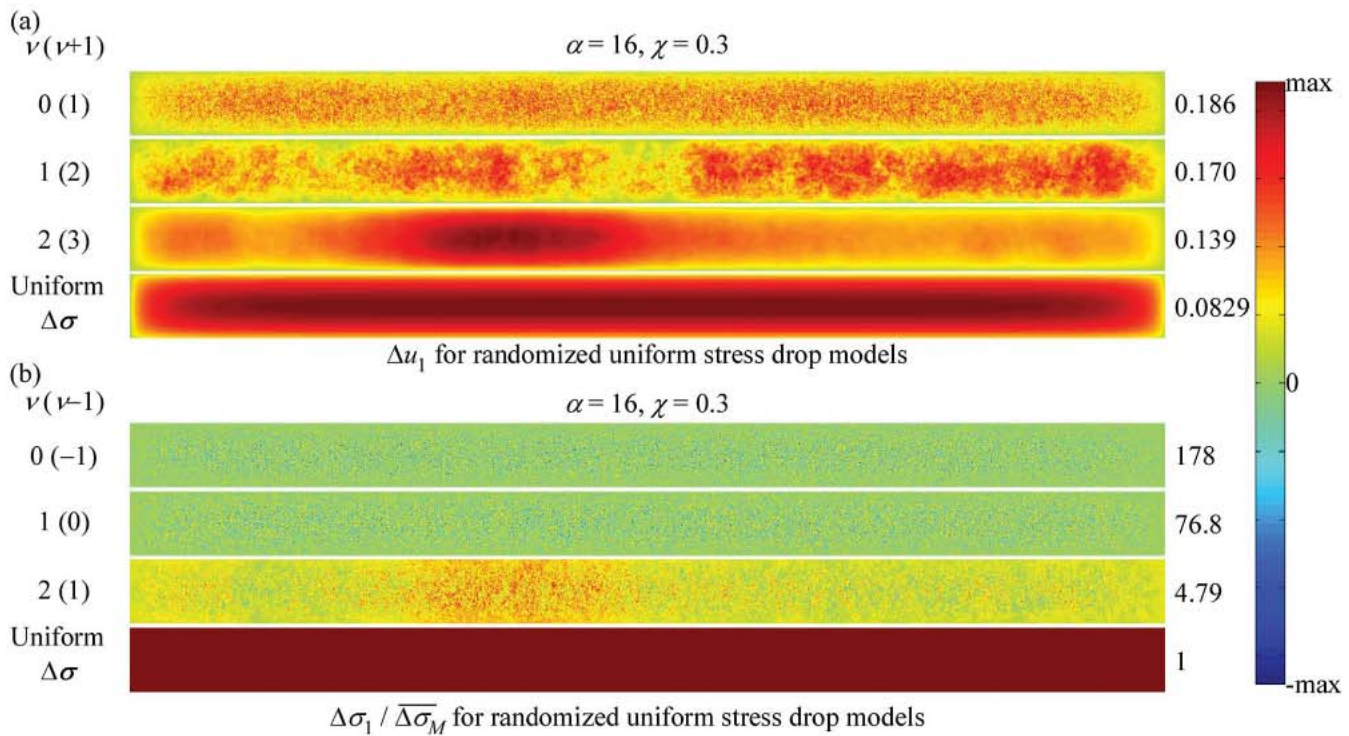 (a)
ν(ν+1)
α = 16, χ = 0.3
0 (1)
0.186
1 (2)
0.170
2 (3)
0.139
Uniform
Δσ
0.0829
Δu₁ for randomized uniform stress drop models
(b)
ν(ν−1)
α = 16, χ = 0.3
0 (−1)
178
1 (0)
76.8
2 (1)
4.79
Uniform
Δσ
1
Δσ₁ / Δσ̅_M for randomized uniform stress drop models
max
0
-max